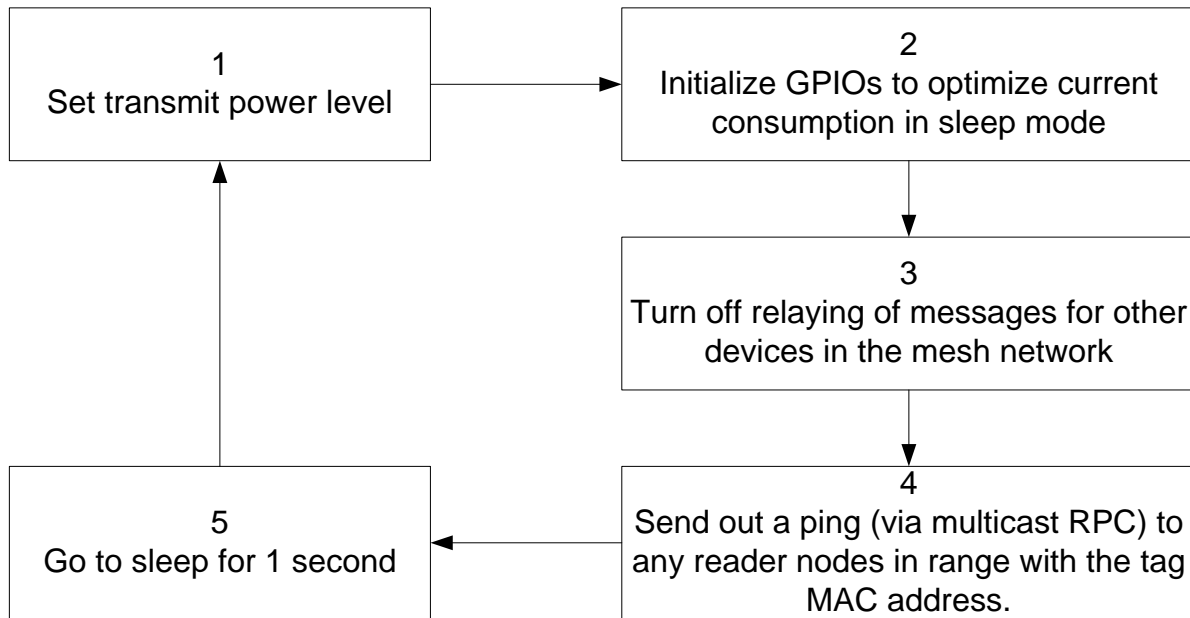 1
Set transmit power level
2
Initialize GPIOs to optimize current
consumption in sleep mode
3
Turn off relaying of messages for other
devices in the mesh network
4
Send out a ping (via multicast RPC) to
any reader nodes in range with the tag
MAC address.
5
Go to sleep for 1 second